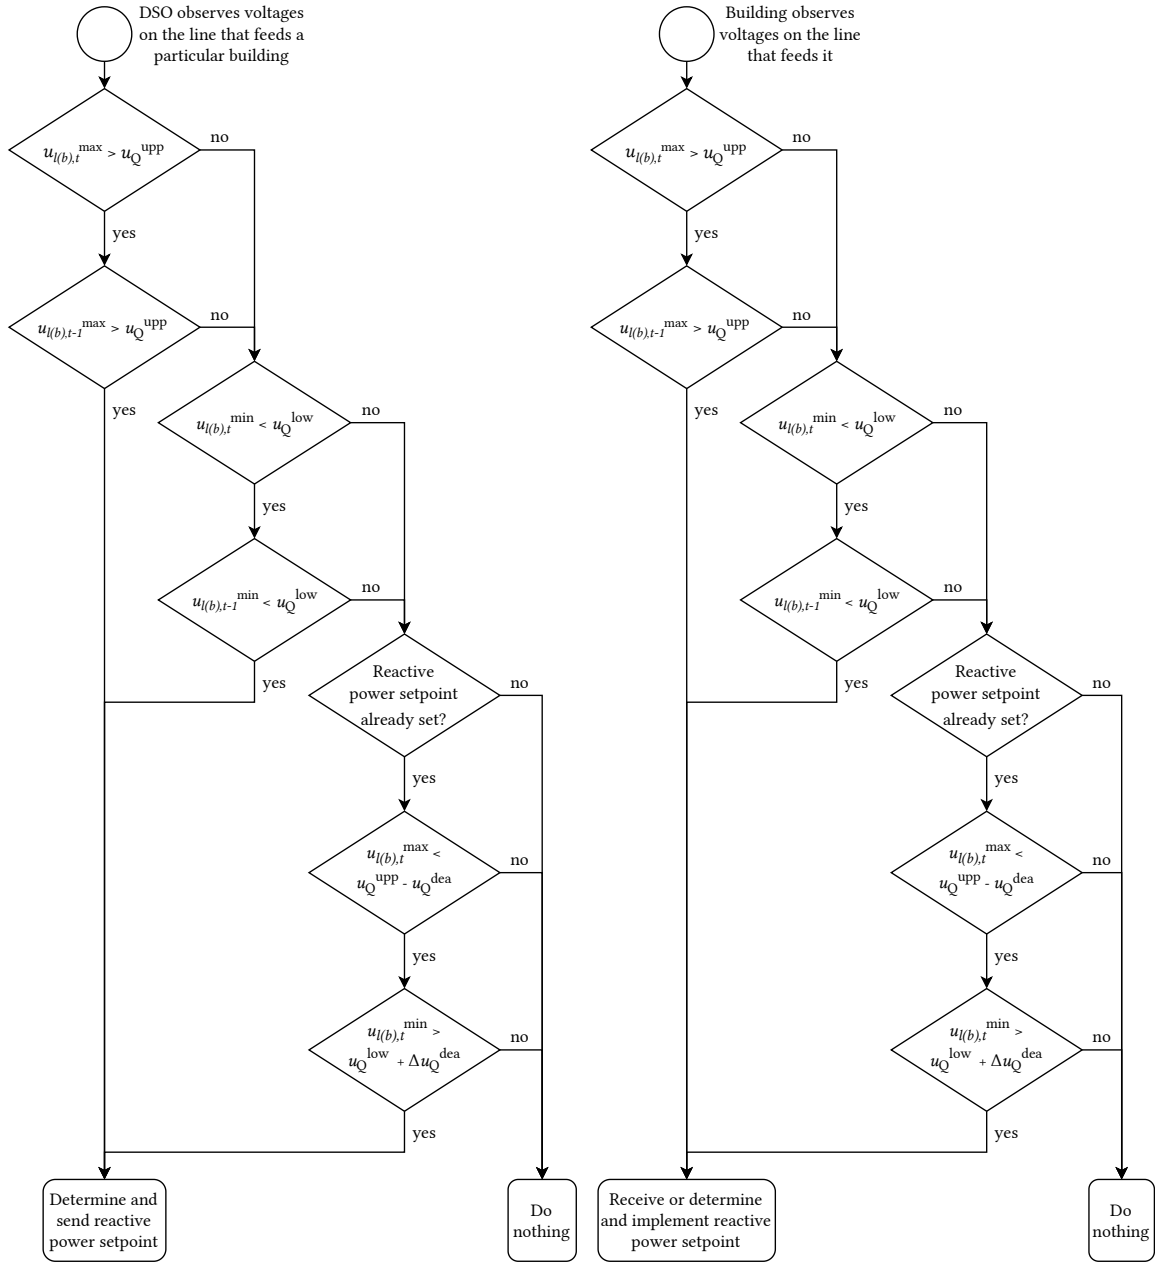 DSO observes voltages
on the line that feeds a
particular building
u_{l(b),t}^{max} > u_Q^{upp}
no
yes
u_{l(b),t-1}^{max} > u_Q^{upp}
no
yes
u_{l(b),t}^{min} < u_Q^{low}
no
yes
u_{l(b),t-1}^{min} < u_Q^{low}
no
yes
Reactive
power setpoint
already set?
no
yes
u_{l(b),t}^{max} <
u_Q^{upp} - u_Q^{dea}
no
yes
u_{l(b),t}^{min} >
u_Q^{low} + Δu_Q^{dea}
no
yes
Determine and
send reactive
power setpoint
Do
nothing
Building observes
voltages on the line
that feeds it
u_{l(b),t}^{max} > u_Q^{upp}
no
yes
u_{l(b),t-1}^{max} > u_Q^{upp}
no
yes
u_{l(b),t}^{min} < u_Q^{low}
no
yes
u_{l(b),t-1}^{min} < u_Q^{low}
no
yes
Reactive
power setpoint
already set?
no
yes
u_{l(b),t}^{max} <
u_Q^{upp} - u_Q^{dea}
no
yes
u_{l(b),t}^{min} >
u_Q^{low} + Δu_Q^{dea}
no
yes
Receive or determine
and implement reactive
power setpoint
Do
nothing